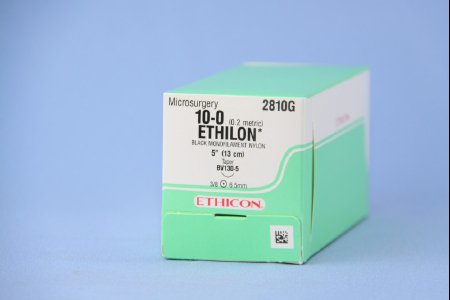 Microsurgery 2810G
10-0 (0.2 metric)
ETHILON*
BLACK MONOFILAMENT NYLON
5" (13 cm)
Taper
BV130-5
3/8 6.5mm
ETHICON